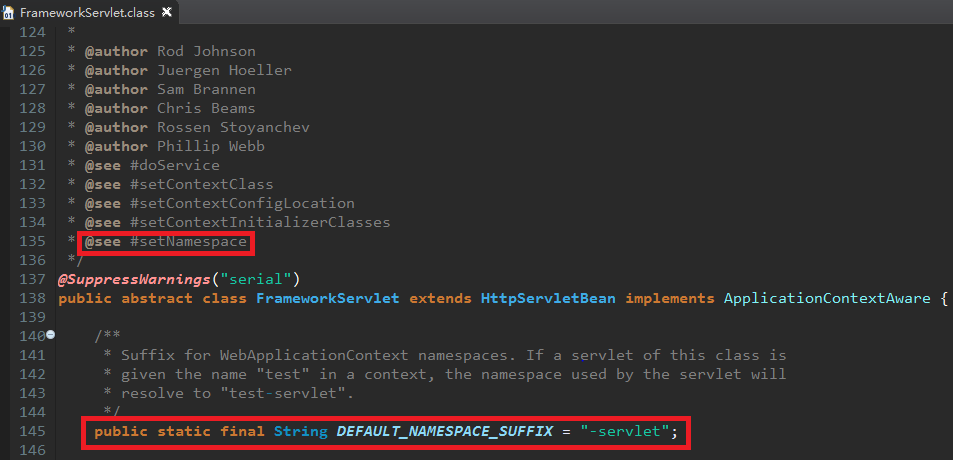 FrameworkServlet.class
124 *
125 * @author Rod Johnson
126 * @author Juergen Hoeller
127 * @author Sam Brannen
128 * @author Chris Beams
129 * @author Rossen Stoyanchev
130 * @author Phillip Webb
131 * @see #doService
132 * @see #setContextClass
133 * @see #setContextConfigLocation
134 * @see #setContextInitializerClasses
135 * @see #setNamespace
136 */
137 @SuppressWarnings("serial")
138 public abstract class FrameworkServlet extends HttpServletBean implements ApplicationContextAware {
139
140 /**
141 * Suffix for WebApplicationContext namespaces. If a servlet of this class is
142 * given the name "test" in a context, the namespace used by the servlet will
143 * resolve to "test-servlet".
144 */
145 public static final String DEFAULT_NAMESPACE_SUFFIX = "-servlet";
146